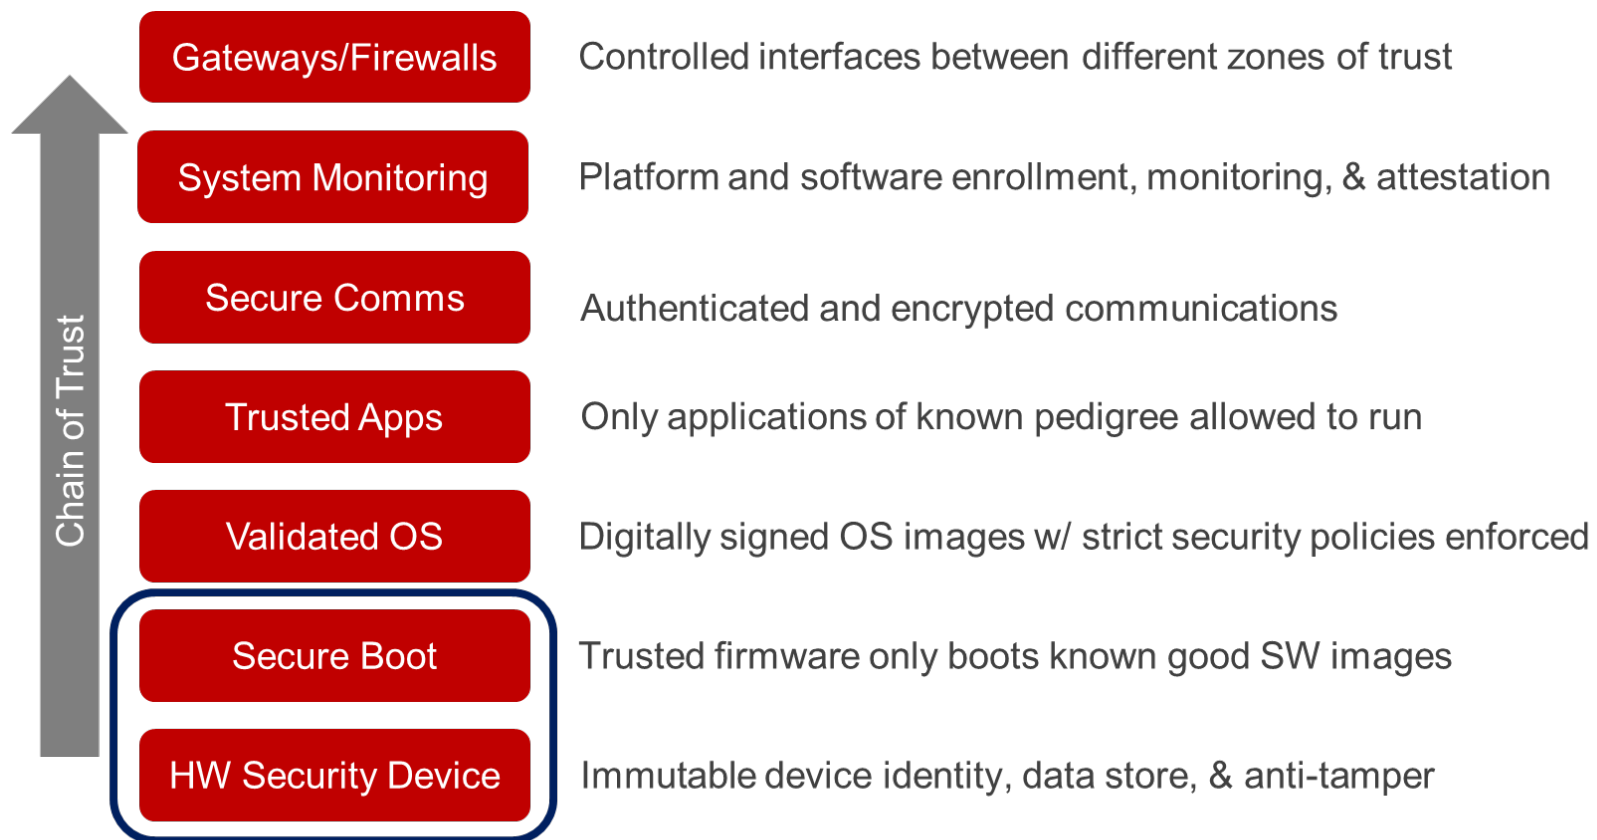 Gateways/Firewalls
Controlled interfaces between different zones of trust
System Monitoring
Platform and software enrollment, monitoring, & attestation
Secure Comms
Authenticated and encrypted communications
Trusted Apps
Only applications of known pedigree allowed to run
Validated OS
Digitally signed OS images w/ strict security policies enforced
Secure Boot
Trusted firmware only boots known good SW images
HW Security Device
Immutable device identity, data store, & anti-tamper
Chain of Trust